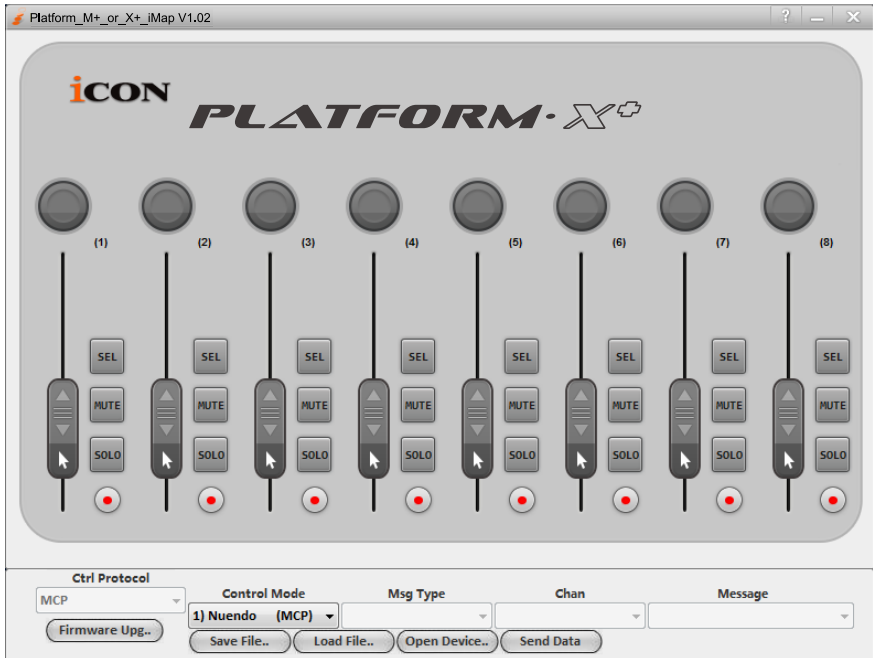 Platform_M+_or_X+_iMap V1.02
?
iCON
PLATFORM·X+
(1) (2) (3) (4) (5) (6) (7) (8)
SEL SEL SEL SEL SEL SEL SEL SEL
MUTE MUTE MUTE MUTE MUTE MUTE MUTE MUTE
SOLO SOLO SOLO SOLO SOLO SOLO SOLO SOLO
Ctrl Protocol
MCP
Control Mode Msg Type Chan Message
1) Nuendo (MCP)
Firmware Upg..
Save File.. Load File.. Open Device.. Send Data